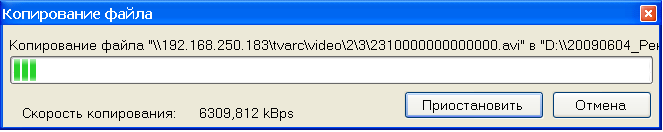 Копирование файла
Копирование файла "\\192.168.250.183\tvarc\video\2\3\2310000000000000.avi" в "D:\\20090604_Рек
Скорость копирования: 6309,812 kBps
Приостановить
Отмена